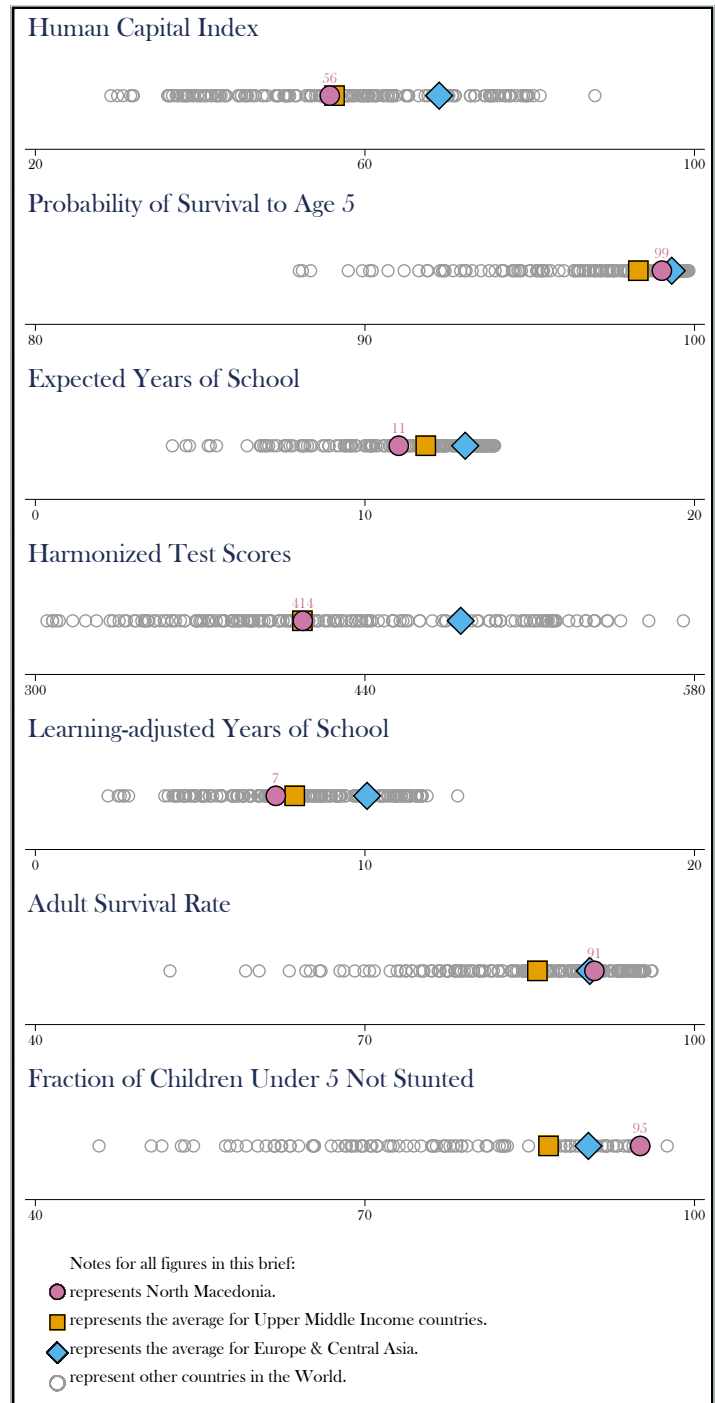 Human Capital Index
56
20 60 100
Probability of Survival to Age 5
99
80 90 100
Expected Years of School
11
0 10 20
Harmonized Test Scores
414
300 440 580
Learning-adjusted Years of School
7
0 10 20
Adult Survival Rate
91
40 70 100
Fraction of Children Under 5 Not Stunted
95
40 70 100
Notes for all figures in this brief:
represents North Macedonia.
represents the average for Upper Middle Income countries.
represents the average for Europe & Central Asia.
represent other countries in the World.